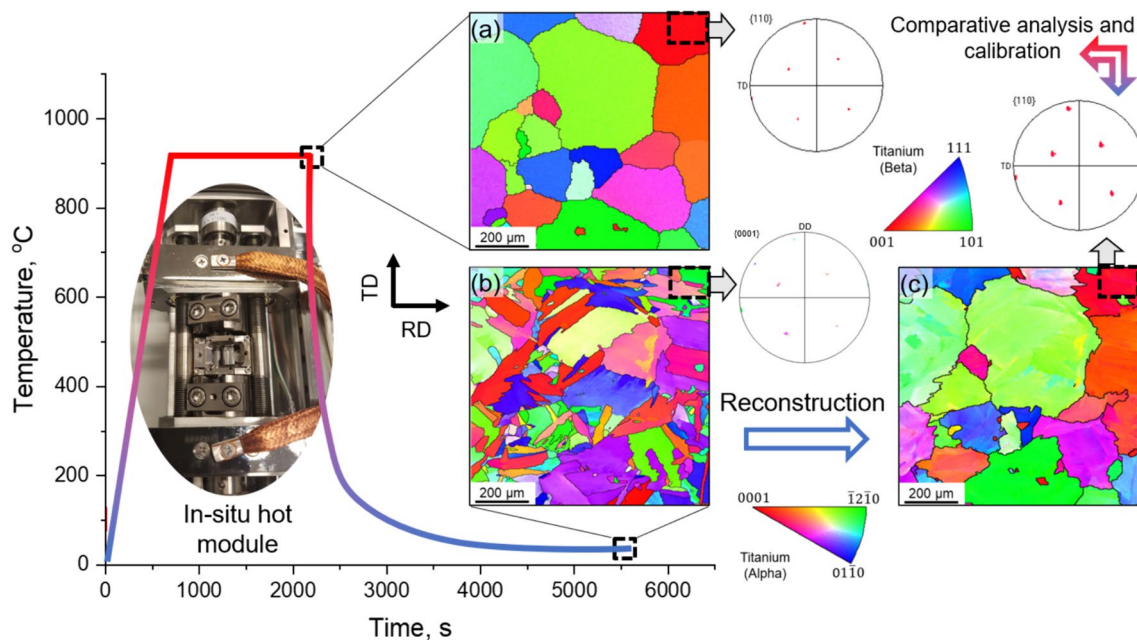 (a)
{110}
TD
200 µm
Comparative analysis and
calibration
{110}
TD
Titanium
(Beta)
111
001
101
Temperature, °C
1000
800
600
400
200
0
0
1000
2000
3000
4000
5000
6000
Time, s
In-situ hot
module
TD
RD
(b)
{0001}
DD
200 µm
Reconstruction
(c)
200 µm
0001
1̅21̅0
Titanium
(Alpha)
011̅0